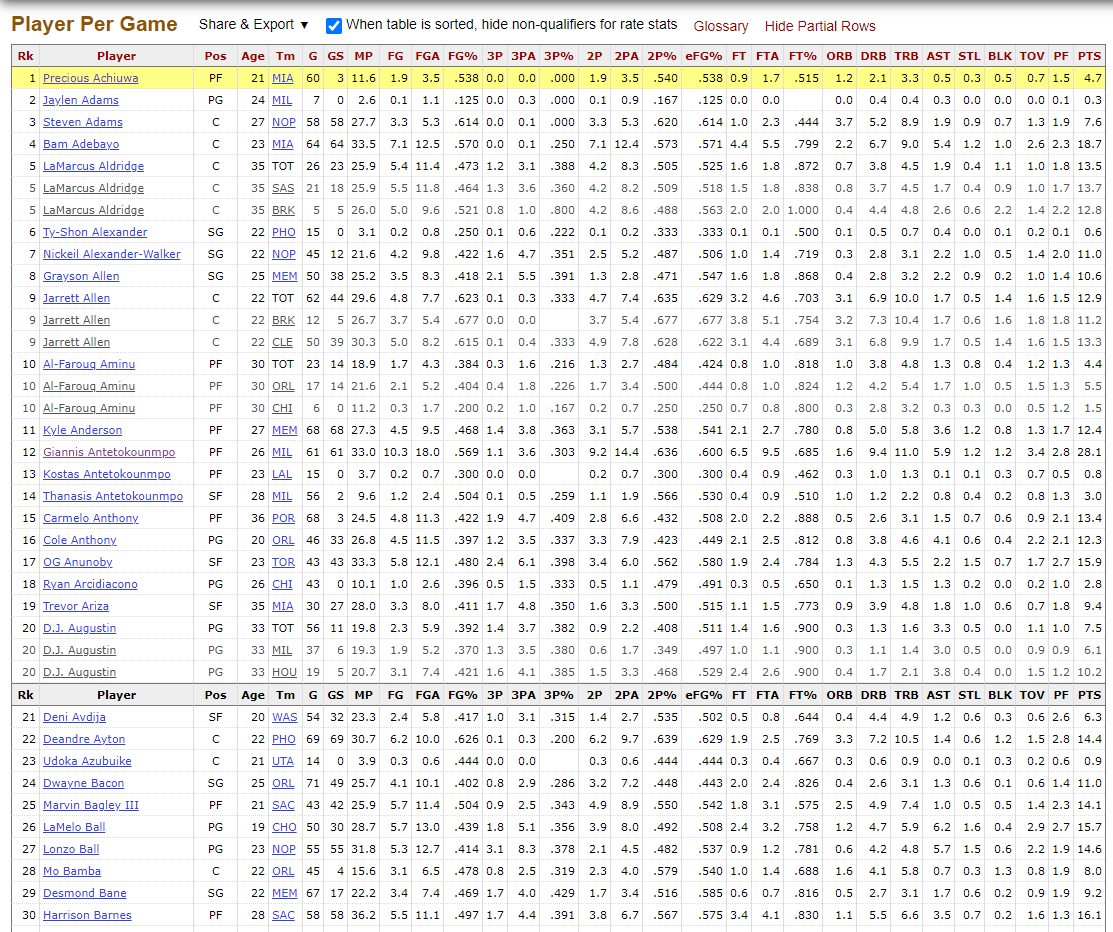 Player Per Game Share & Export ▼ When table is sorted, hide non-qualifiers for rate stats Glossary Hide Partial Rows
Rk Player Pos Age Tm G GS MP FG FGA FG% 3P 3PA 3P% 2P 2PA 2P% eFG% FT FTA FT% ORB DRB TRB AST STL BLK TOV PF PTS
1 Precious Achiuwa PF 21 MIA 60 3 11.6 1.9 3.5 .538 0.0 0.0 .000 1.9 3.5 .540 .538 0.9 1.7 .515 1.2 2.1 3.3 0.5 0.3 0.5 0.7 1.5 4.7
2 Jaylen Adams PG 24 MIL 7 0 2.6 0.1 1.1 .125 0.0 0.3 .000 0.1 0.9 .167 .125 0.0 0.0 0.0 0.4 0.4 0.3 0.0 0.0 0.0 0.1 0.3
3 Steven Adams C 27 NOP 58 58 27.7 3.3 5.3 .614 0.0 0.1 .000 3.3 5.3 .620 .614 1.0 2.3 .444 3.7 5.2 8.9 1.9 0.9 0.7 1.3 1.9 7.6
4 Bam Adebayo C 23 MIA 64 64 33.5 7.1 12.5 .570 0.0 0.1 .250 7.1 12.4 .573 .571 4.4 5.5 .799 2.2 6.7 9.0 5.4 1.2 1.0 2.6 2.3 18.7
5 LaMarcus Aldridge C 35 TOT 26 23 25.9 5.4 11.4 .473 1.2 3.1 .388 4.2 8.3 .505 .525 1.6 1.8 .872 0.7 3.8 4.5 1.9 0.4 1.1 1.0 1.8 13.5
5 LaMarcus Aldridge C 35 SAS 21 18 25.9 5.5 11.8 .464 1.3 3.6 .360 4.2 8.2 .509 .518 1.5 1.8 .838 0.8 3.7 4.5 1.7 0.4 0.9 1.0 1.7 13.7
5 LaMarcus Aldridge C 35 BRK 5 5 26.0 5.0 9.6 .521 0.8 1.0 .800 4.2 8.6 .488 .563 2.0 2.0 1.000 0.4 4.4 4.8 2.6 0.6 2.2 1.4 2.2 12.8
6 Ty-Shon Alexander SG 22 PHO 15 0 3.1 0.2 0.8 .250 0.1 0.6 .222 0.1 0.2 .333 .333 0.1 0.1 .500 0.1 0.5 0.7 0.4 0.0 0.1 0.2 0.1 0.6
7 Nickeil Alexander-Walker SG 22 NOP 45 12 21.6 4.2 9.8 .422 1.6 4.7 .351 2.5 5.2 .487 .506 1.0 1.4 .719 0.3 2.8 3.1 2.2 1.0 0.5 1.4 2.0 11.0
8 Grayson Allen SG 25 MEM 50 38 25.2 3.5 8.3 .418 2.1 5.5 .391 1.3 2.8 .471 .547 1.6 1.8 .868 0.4 2.8 3.2 2.2 0.9 0.2 1.0 1.4 10.6
9 Jarrett Allen C 22 TOT 62 44 29.6 4.8 7.7 .623 0.1 0.3 .333 4.7 7.4 .635 .629 3.2 4.6 .703 3.1 6.9 10.0 1.7 0.5 1.4 1.6 1.5 12.9
9 Jarrett Allen C 22 BRK 12 5 26.7 3.7 5.4 .677 0.0 0.0 3.7 5.4 .677 .677 3.8 5.1 .754 3.2 7.3 10.4 1.7 0.6 1.6 1.8 1.8 11.2
9 Jarrett Allen C 22 CLE 50 39 30.3 5.0 8.2 .615 0.1 0.4 .333 4.9 7.8 .628 .622 3.1 4.4 .689 3.1 6.8 9.9 1.7 0.5 1.4 1.6 1.5 13.3
10 Al-Farouq Aminu PF 30 TOT 23 14 18.9 1.7 4.3 .384 0.3 1.6 .216 1.3 2.7 .484 .424 0.8 1.0 .818 1.0 3.8 4.8 1.3 0.8 0.4 1.2 1.3 4.4
10 Al-Farouq Aminu PF 30 ORL 17 14 21.6 2.1 5.2 .404 0.4 1.8 .226 1.7 3.4 .500 .444 0.8 1.0 .824 1.2 4.2 5.4 1.7 1.0 0.5 1.5 1.3 5.5
10 Al-Farouq Aminu PF 30 CHI 6 0 11.2 0.3 1.7 .200 0.2 1.0 .167 0.2 0.7 .250 .250 0.7 0.8 .800 0.3 2.8 3.2 0.3 0.3 0.0 0.5 1.2 1.5
11 Kyle Anderson PF 27 MEM 68 68 27.3 4.5 9.5 .468 1.4 3.8 .363 3.1 5.7 .538 .541 2.1 2.7 .780 0.8 5.0 5.8 3.6 1.2 0.8 1.3 1.7 12.4
12 Giannis Antetokounmpo PF 26 MIL 61 61 33.0 10.3 18.0 .569 1.1 3.6 .303 9.2 14.4 .636 .600 6.5 9.5 .685 1.6 9.4 11.0 5.9 1.2 1.2 3.4 2.8 28.1
13 Kostas Antetokounmpo PF 23 LAL 15 0 3.7 0.2 0.7 .300 0.0 0.0 0.2 0.7 .300 .300 0.4 0.9 .462 0.3 1.0 1.3 0.1 0.1 0.3 0.7 0.5 0.8
14 Thanasis Antetokounmpo SF 28 MIL 56 2 9.6 1.2 2.4 .504 0.1 0.5 .259 1.1 1.9 .566 .530 0.4 0.9 .510 1.0 1.2 2.2 0.8 0.4 0.2 0.8 1.3 3.0
15 Carmelo Anthony PF 36 POR 68 3 24.5 4.8 11.3 .422 1.9 4.7 .409 2.8 6.6 .432 .508 2.0 2.2 .888 0.5 2.6 3.1 1.5 0.7 0.6 0.9 2.1 13.4
16 Cole Anthony PG 20 ORL 46 33 26.8 4.5 11.5 .397 1.2 3.5 .337 3.3 7.9 .423 .449 2.1 2.5 .812 0.8 3.8 4.6 4.1 0.6 0.4 2.2 2.1 12.3
17 OG Anunoby SF 23 TOR 43 43 33.3 5.8 12.1 .480 2.4 6.1 .398 3.4 6.0 .562 .580 1.9 2.4 .784 1.3 4.3 5.5 2.2 1.5 0.7 1.7 2.7 15.9
18 Ryan Arcidiacono PG 26 CHI 43 0 10.1 1.0 2.6 .396 0.5 1.5 .333 0.5 1.1 .479 .491 0.3 0.5 .650 0.1 1.3 1.5 1.3 0.2 0.0 0.2 1.0 2.8
19 Trevor Ariza SF 35 MIA 30 27 28.0 3.3 8.0 .411 1.7 4.8 .350 1.6 3.3 .500 .515 1.1 1.5 .773 0.9 3.9 4.8 1.8 1.0 0.6 0.7 1.8 9.4
20 D.J. Augustin PG 33 TOT 56 11 19.8 2.3 5.9 .392 1.4 3.7 .382 0.9 2.2 .408 .511 1.4 1.6 .900 0.3 1.3 1.6 3.3 0.5 0.0 1.1 1.0 7.5
20 D.J. Augustin PG 33 MIL 37 6 19.3 1.9 5.2 .370 1.3 3.5 .380 0.6 1.7 .349 .497 1.0 1.1 .900 0.3 1.1 1.4 3.0 0.5 0.0 0.9 0.9 6.1
20 D.J. Augustin PG 33 HOU 19 5 20.7 3.1 7.4 .421 1.6 4.1 .385 1.5 3.3 .468 .529 2.4 2.6 .900 0.4 1.7 2.1 3.8 0.4 0.0 1.5 1.2 10.2
Rk Player Pos Age Tm G GS MP FG FGA FG% 3P 3PA 3P% 2P 2PA 2P% eFG% FT FTA FT% ORB DRB TRB AST STL BLK TOV PF PTS
21 Deni Avdija SF 20 WAS 54 32 23.3 2.4 5.8 .417 1.0 3.1 .315 1.4 2.7 .535 .502 0.5 0.8 .644 0.4 4.4 4.9 1.2 0.6 0.3 0.6 2.6 6.3
22 Deandre Ayton C 22 PHO 69 69 30.7 6.2 10.0 .626 0.1 0.3 .200 6.2 9.7 .639 .629 1.9 2.5 .769 3.3 7.2 10.5 1.4 0.6 1.2 1.5 2.8 14.4
23 Udoka Azubuike C 21 UTA 14 0 3.9 0.3 0.6 .444 0.0 0.0 0.3 0.6 .444 .444 0.3 0.4 .667 0.3 0.6 0.9 0.0 0.1 0.3 0.2 0.6 0.9
24 Dwayne Bacon SG 25 ORL 71 49 25.7 4.1 10.1 .402 0.8 2.9 .286 3.2 7.2 .448 .443 2.0 2.4 .826 0.4 2.6 3.1 1.3 0.6 0.1 0.6 1.4 11.0
25 Marvin Bagley III PF 21 SAC 43 42 25.9 5.7 11.4 .504 0.9 2.5 .343 4.9 8.9 .550 .542 1.8 3.1 .575 2.5 4.9 7.4 1.0 0.5 0.5 1.4 2.3 14.1
26 LaMelo Ball PG 19 CHO 50 30 28.7 5.7 13.0 .439 1.8 5.1 .356 3.9 8.0 .492 .508 2.4 3.2 .758 1.2 4.7 5.9 6.2 1.6 0.4 2.9 2.7 15.7
27 Lonzo Ball PG 23 NOP 55 55 31.8 5.3 12.7 .414 3.1 8.3 .378 2.1 4.5 .482 .537 0.9 1.2 .781 0.6 4.2 4.8 5.7 1.5 0.6 2.2 1.9 14.6
28 Mo Bamba C 22 ORL 45 4 15.6 3.1 6.5 .478 0.8 2.5 .319 2.3 4.0 .579 .540 1.0 1.4 .688 1.6 4.1 5.8 0.7 0.3 1.3 0.8 1.9 8.0
29 Desmond Bane SG 22 MEM 67 17 22.2 3.4 7.4 .469 1.7 4.0 .429 1.7 3.4 .516 .585 0.6 0.7 .816 0.5 2.7 3.1 1.7 0.6 0.2 0.9 1.9 9.2
30 Harrison Barnes PF 28 SAC 58 58 36.2 5.5 11.1 .497 1.7 4.4 .391 3.8 6.7 .567 .575 3.4 4.1 .830 1.1 5.5 6.6 3.5 0.7 0.2 1.6 1.3 16.1